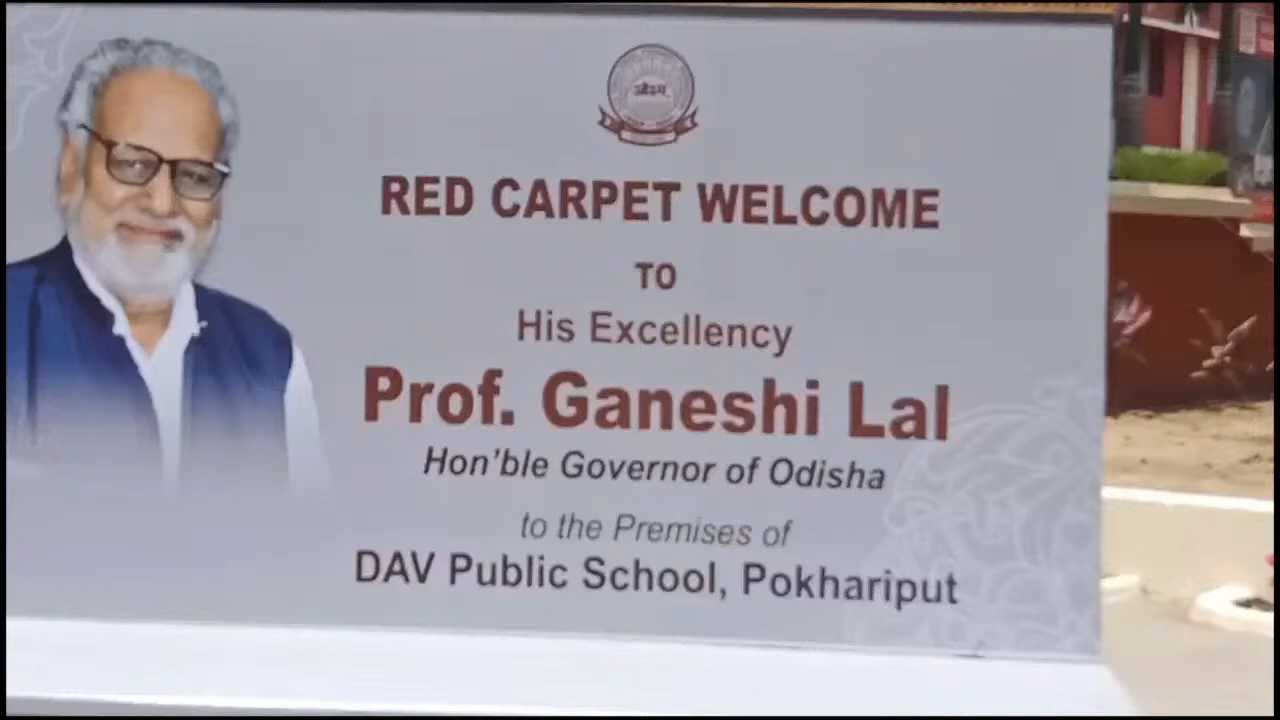 ओ३म्
RED CARPET WELCOME
TO
His Excellency
Prof. Ganeshi Lal
Hon'ble Governor of Odisha
to the Premises of
DAV Public School, Pokhariput